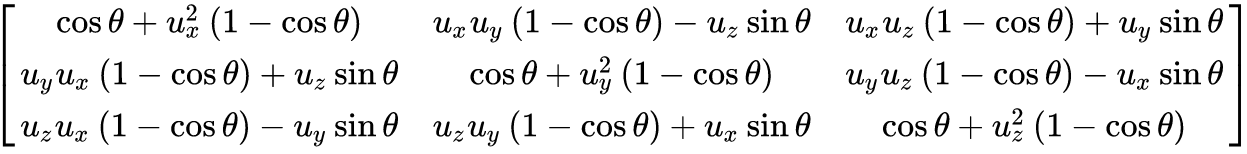 cos θ + u_x^2 (1 − cos θ)  u_x u_y (1 − cos θ) − u_z sin θ  u_x u_z (1 − cos θ) + u_y sin θ
u_y u_x (1 − cos θ) + u_z sin θ  cos θ + u_y^2 (1 − cos θ)  u_y u_z (1 − cos θ) − u_x sin θ
u_z u_x (1 − cos θ) − u_y sin θ  u_z u_y (1 − cos θ) + u_x sin θ  cos θ + u_z^2 (1 − cos θ)